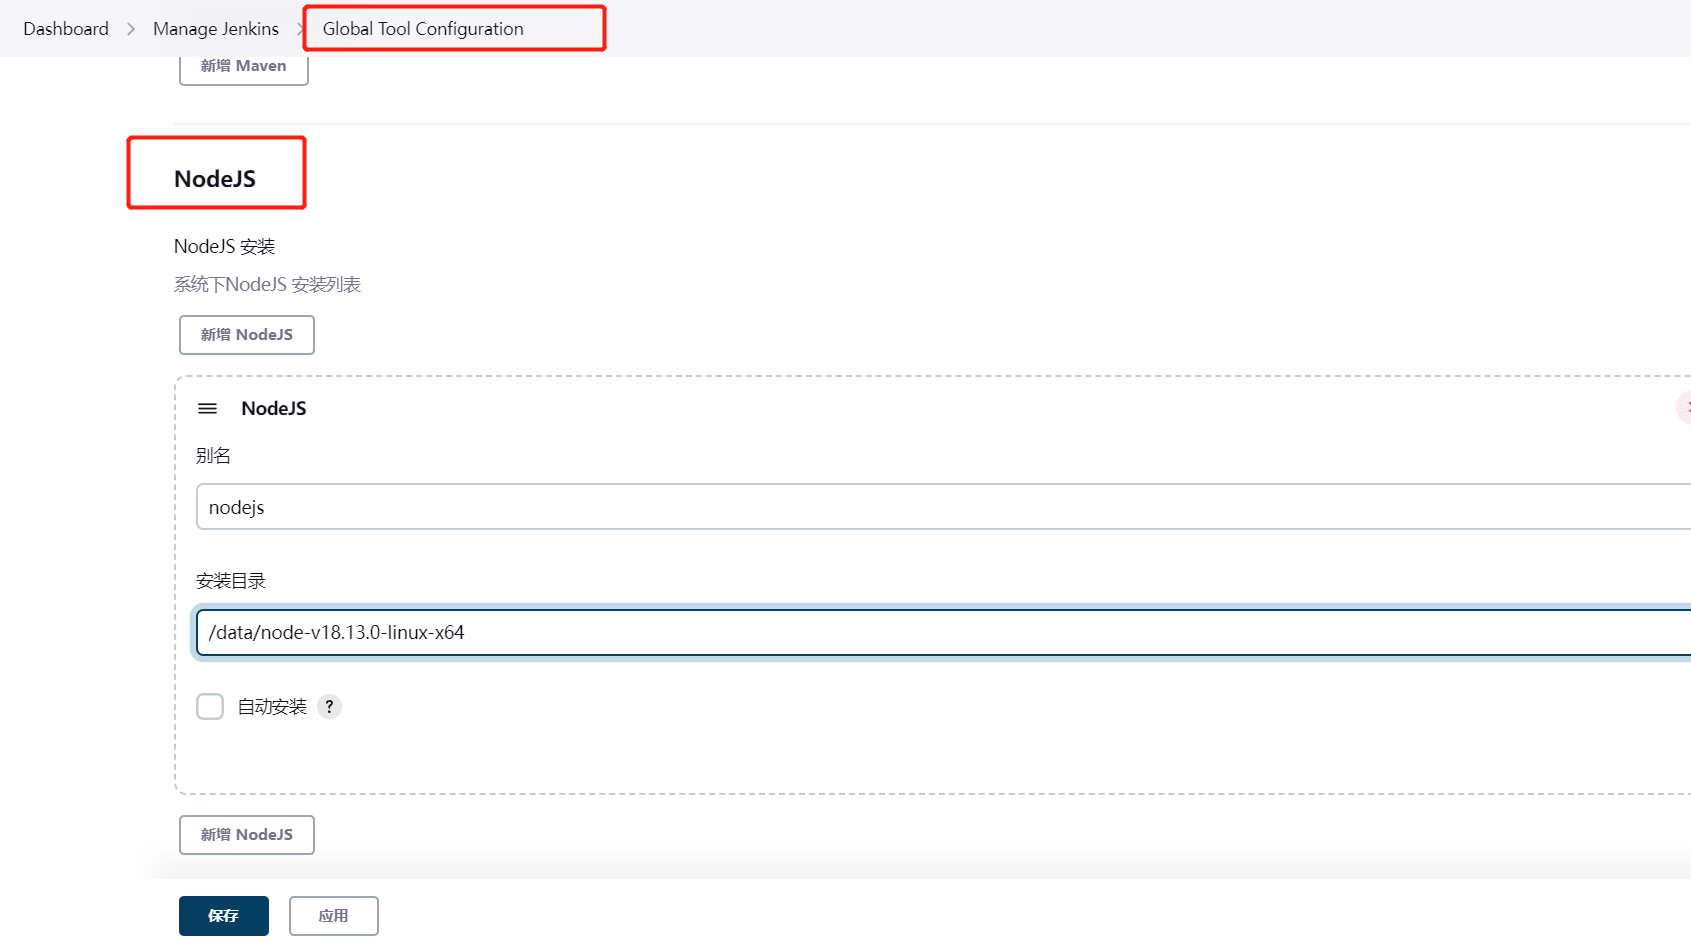 Dashboard > Manage Jenkins > Global Tool Configuration
新增 Maven
NodeJS
NodeJS 安装
系统下NodeJS 安装列表
新增 NodeJS
NodeJS
别名
nodejs
安装目录
/data/node-v18.13.0-linux-x64
自动安装 ?
新增 NodeJS
保存 应用